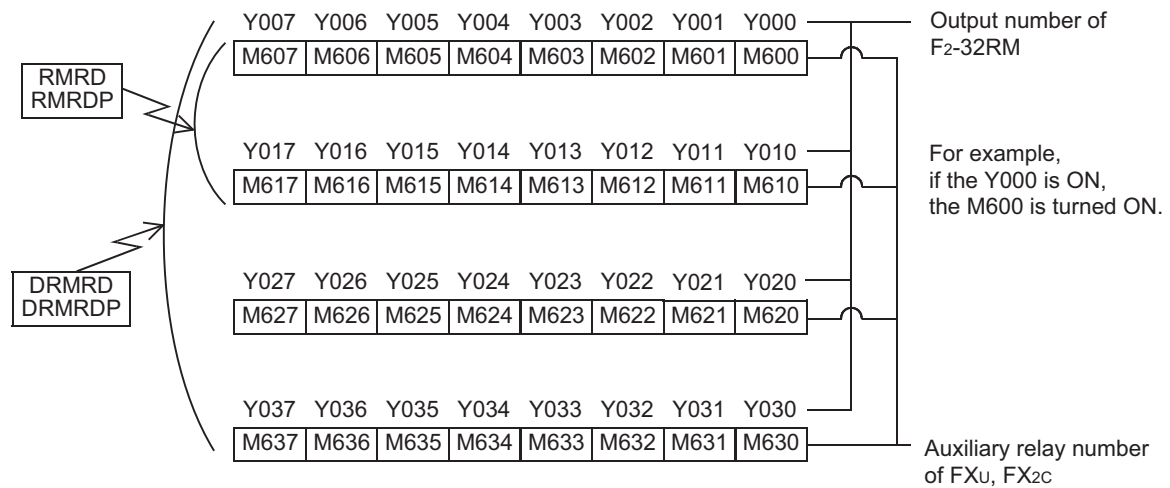 Y007 Y006 Y005 Y004 Y003 Y002 Y001 Y000
M607 M606 M605 M604 M603 M602 M601 M600
Output number of
F2-32RM
RMRD
RMRDP
Y017 Y016 Y015 Y014 Y013 Y012 Y011 Y010
M617 M616 M615 M614 M613 M612 M611 M610
For example,
if the Y000 is ON,
the M600 is turned ON.
DRMRD
DRMRDP
Y027 Y026 Y025 Y024 Y023 Y022 Y021 Y020
M627 M626 M625 M624 M623 M622 M621 M620
Y037 Y036 Y035 Y034 Y033 Y032 Y031 Y030
M637 M636 M635 M634 M633 M632 M631 M630
Auxiliary relay number
of FXU, FX2C